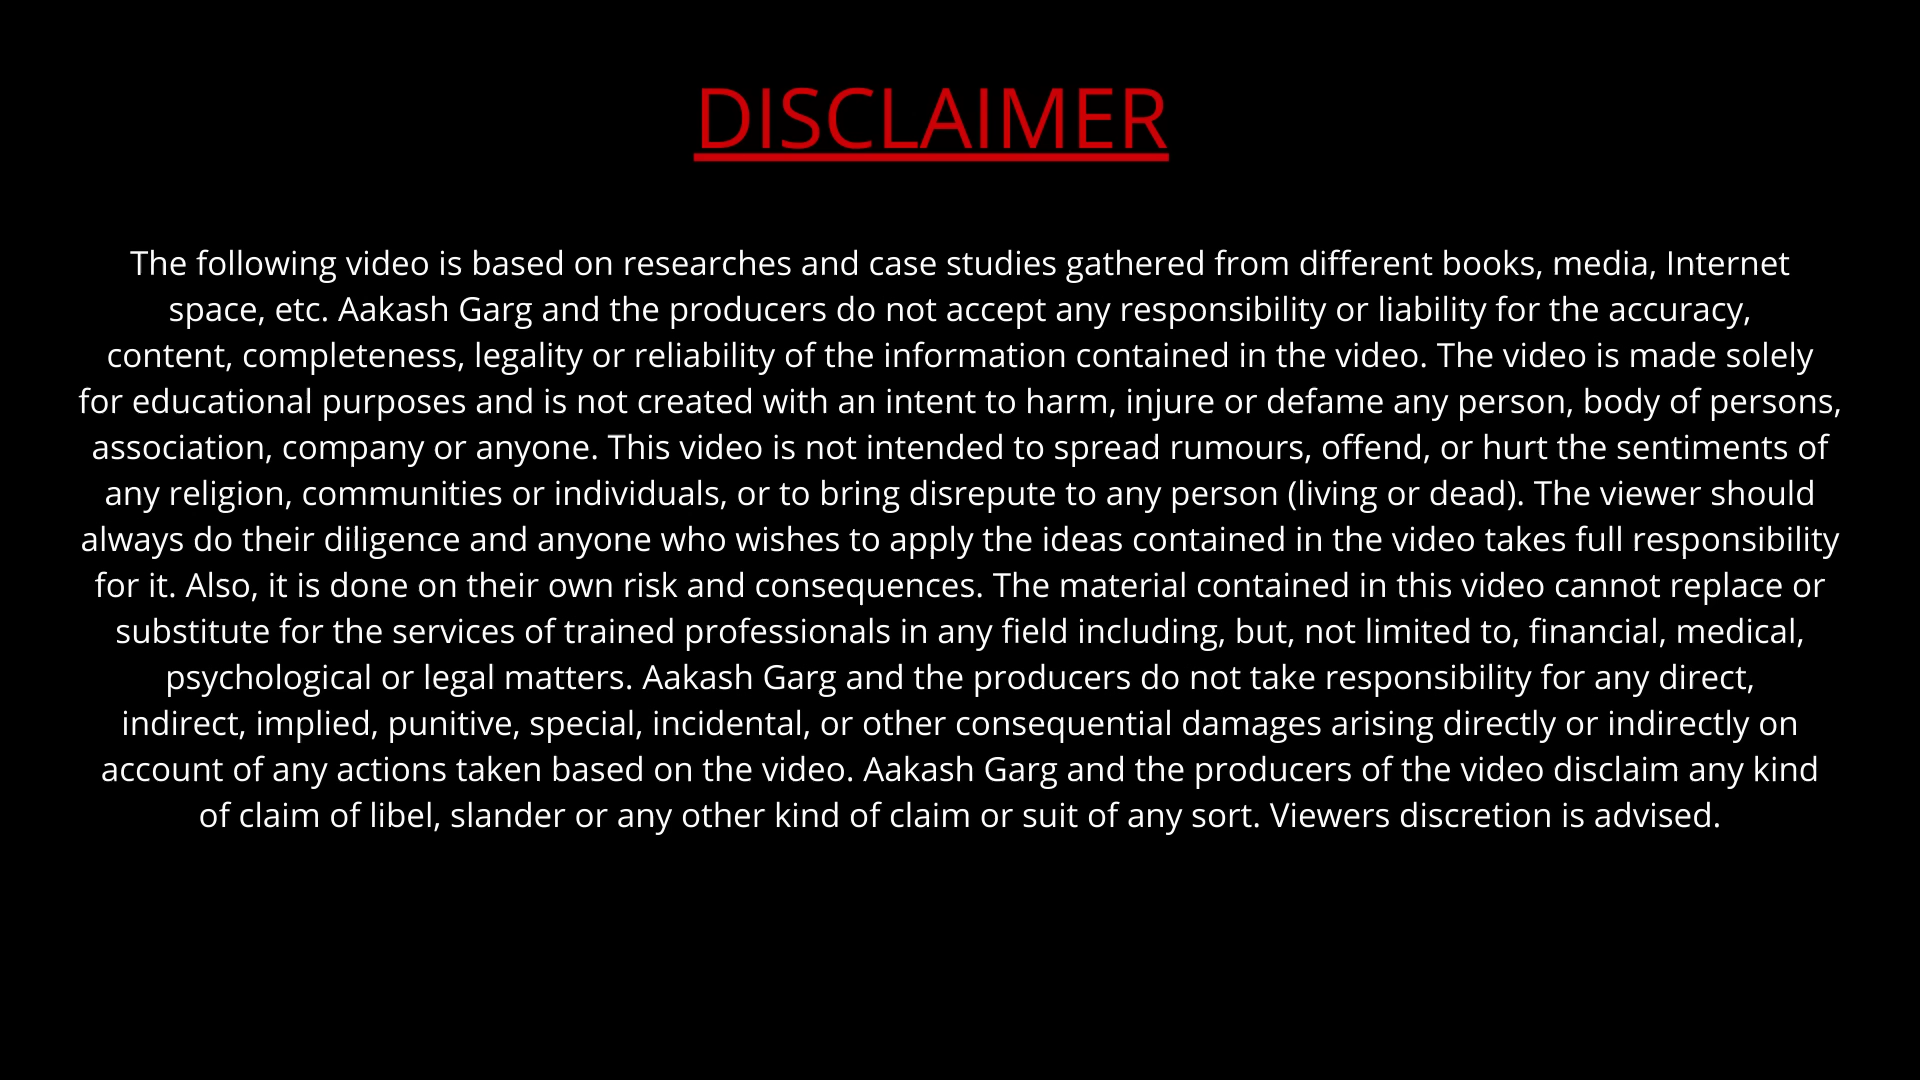 DISCLAIMER
The following video is based on researches and case studies gathered from different books, media, Internet
space, etc. Aakash Garg and the producers do not accept any responsibility or liability for the accuracy,
content, completeness, legality or reliability of the information contained in the video. The video is made solely
for educational purposes and is not created with an intent to harm, injure or defame any person, body of persons,
association, company or anyone. This video is not intended to spread rumours, offend, or hurt the sentiments of
any religion, communities or individuals, or to bring disrepute to any person (living or dead). The viewer should
always do their diligence and anyone who wishes to apply the ideas contained in the video takes full responsibility
for it. Also, it is done on their own risk and consequences. The material contained in this video cannot replace or
substitute for the services of trained professionals in any field including, but, not limited to, financial, medical,
psychological or legal matters. Aakash Garg and the producers do not take responsibility for any direct,
indirect, implied, punitive, special, incidental, or other consequential damages arising directly or indirectly on
account of any actions taken based on the video. Aakash Garg and the producers of the video disclaim any kind
of claim of libel, slander or any other kind of claim or suit of any sort. Viewers discretion is advised.